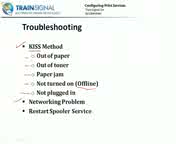 TRAINSIGNAL
Configuring Print Services
Troubleshooting
KISS Method
Out of paper
Out of toner
Paper jam
Not turned on (Offline)
Not plugged in
Networking Problem
Restart Spooler Service